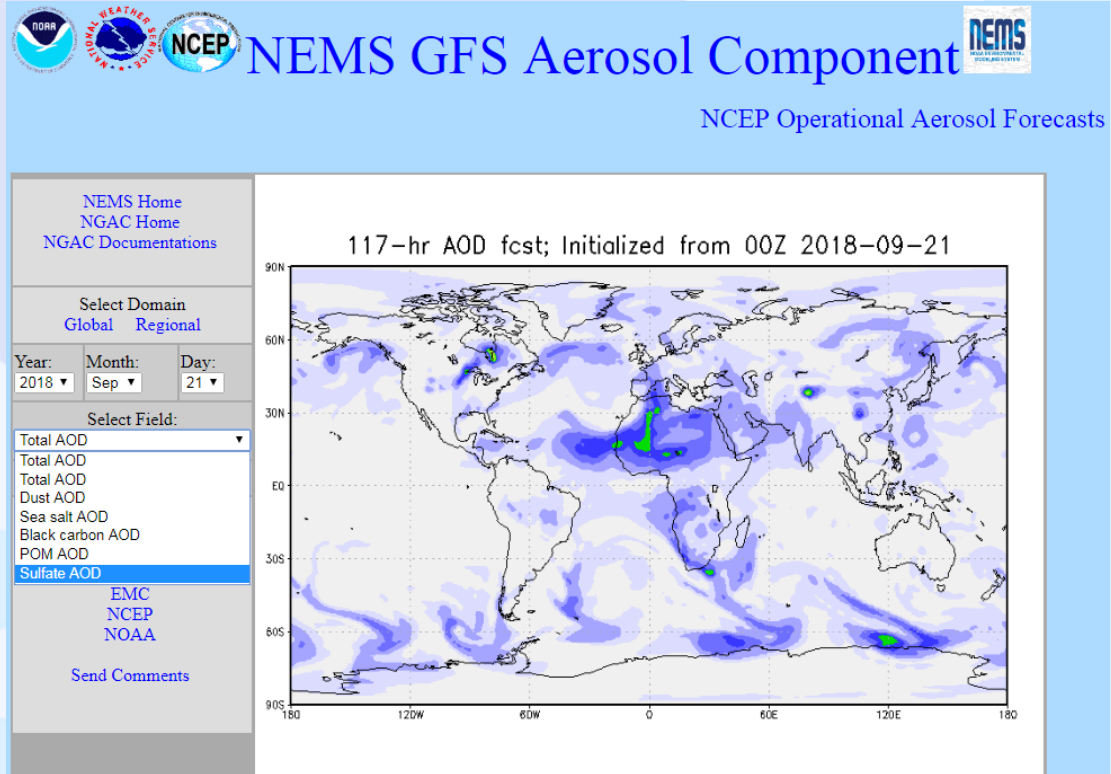 NOAA
NATIONAL WEATHER SERVICE
NCEP
NEMS GFS Aerosol Component
NEMS
NCEP Operational Aerosol Forecasts
NEMS Home
NGAC Home
NGAC Documentations
Select Domain
Global Regional
Year: Month: Day:
2018 Sep 21
Select Field:
Total AOD
Total AOD
Total AOD
Dust AOD
Sea salt AOD
Black carbon AOD
POM AOD
Sulfate AOD
EMC
NCEP
NOAA
Send Comments
117-hr AOD fcst; Initialized from 00Z 2018-09-21
90N
60N
30N
EQ
30S
60S
90S
180 120W 60W 0 60E 120E 180